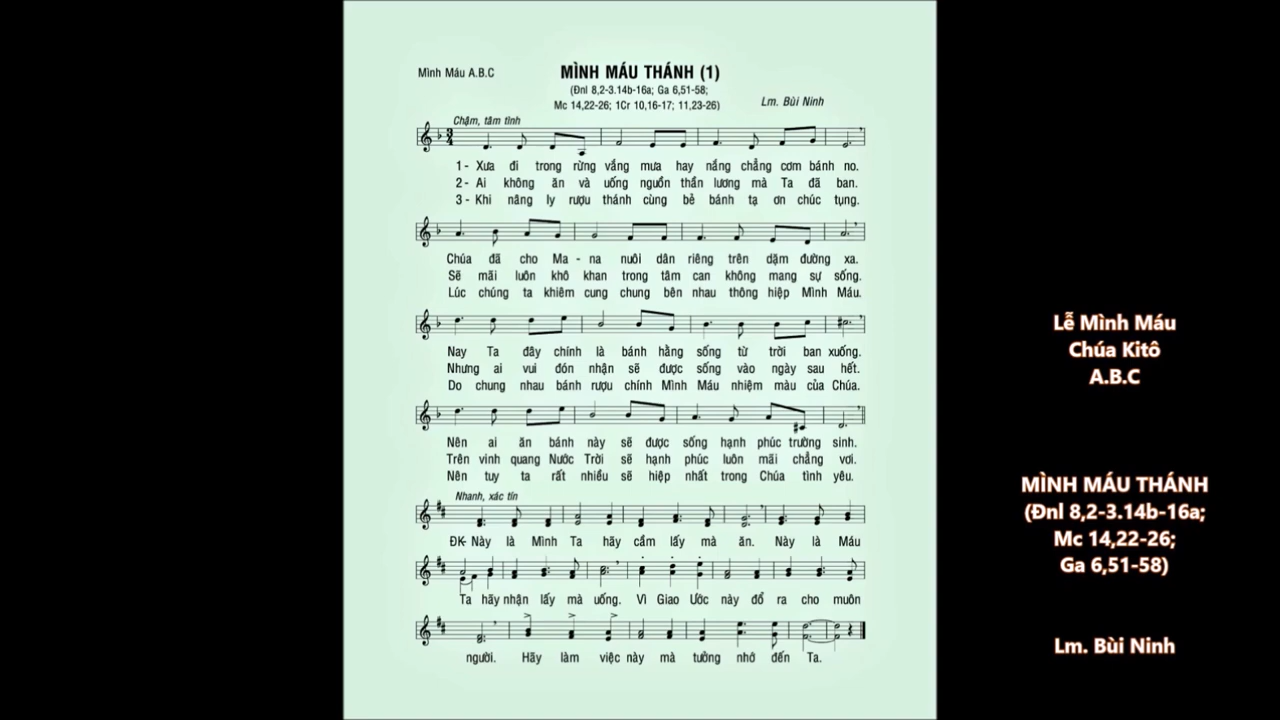 Mình Máu A.B.C
MÌNH MÁU THÁNH (1)
(Đnl 8,2-3.14b-16a; Ga 6,51-58;
Mc 14,22-26; 1Cr 10,16-17; 11,23-26)
Lm. Bùi Ninh
Chậm, tâm tình
1- Xưa đi trong rừng vắng mưa hay nắng chẳng cơm bánh no.
2- Ai không ăn và uống nguồn thần lương mà Ta đã ban.
3- Khi nâng ly rượu thánh cùng bẻ bánh tạ ơn chúc tụng.
Chúa đã cho Ma - na nuôi dân riêng trên dặm đường xa.
Sẽ mãi luôn khô khan trong tâm can không mang sự sống.
Lúc chúng ta khiêm cung chung bên nhau thông hiệp Mình Máu.
Nay Ta đây chính là bánh hằng sống từ trời ban xuống.
Nhưng ai vui đón nhận sẽ được sống vào ngày sau hết.
Do chung nhau bánh rượu chính Mình Máu nhiệm màu của Chúa.
Nên ai ăn bánh này sẽ được sống hạnh phúc trường sinh.
Trên vinh quang Nước Trời sẽ hạnh phúc luôn mãi chẳng vơi.
Nên tuy ta rất nhiều sẽ hiệp nhất trong Chúa tình yêu.
Nhanh, xác tín
ĐK- Này là Mình Ta hãy cầm lấy mà ăn. Này là Máu
Ta hãy nhận lấy mà uống. Vì Giao Ước này đổ ra cho muôn
người. Hãy làm việc này mà tưởng nhớ đến Ta.
Lễ Mình Máu
Chúa Kitô
A.B.C
MÌNH MÁU THÁNH
(Đnl 8,2-3.14b-16a;
Mc 14,22-26;
Ga 6,51-58)
Lm. Bùi Ninh